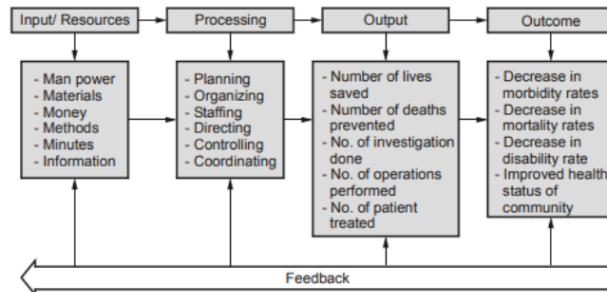 Input/ Resources
Processing
Output
Outcome
- Man power
- Materials
- Money
- Methods
- Minutes
- Information
- Planning
- Organizing
- Staffing
- Directing
- Controlling
- Coordinating
- Number of lives
saved
- Number of deaths
prevented
- No. of investigation
done
- No. of operations
performed
- No. of patient
treated
- Decrease in
morbidity rates
- Decrease in
mortality rates
- Decrease in
disability rate
- Improved health
status of
community
Feedback